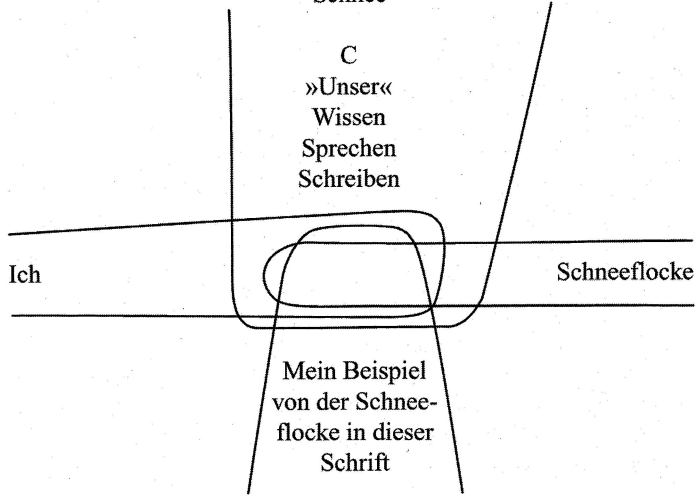 Schnee
C
»Unser«
Wissen
Sprechen
Schreiben
Ich
Schneeflocke
Mein Beispiel
von der Schnee-
flocke in dieser
Schrift